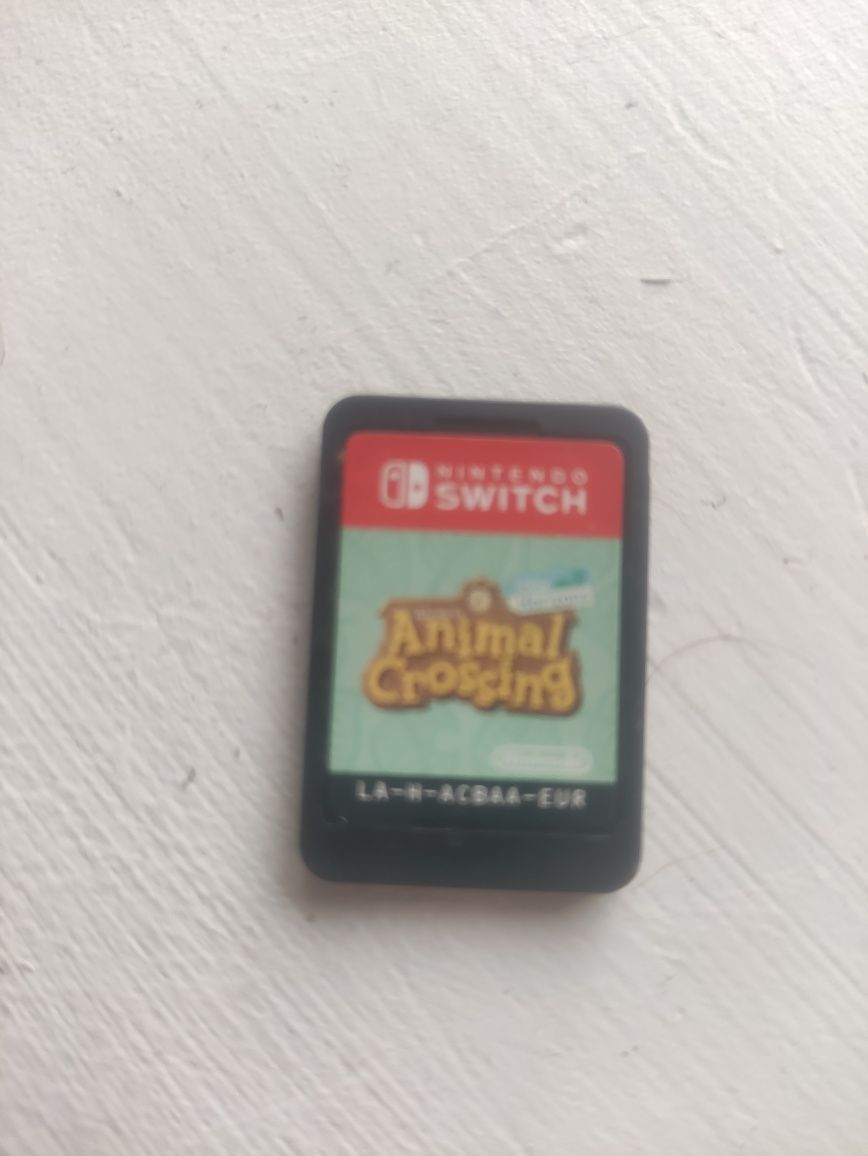 NINTENDO
SWITCH
Animal
Crossing
LA-H-ACBAA-EUR